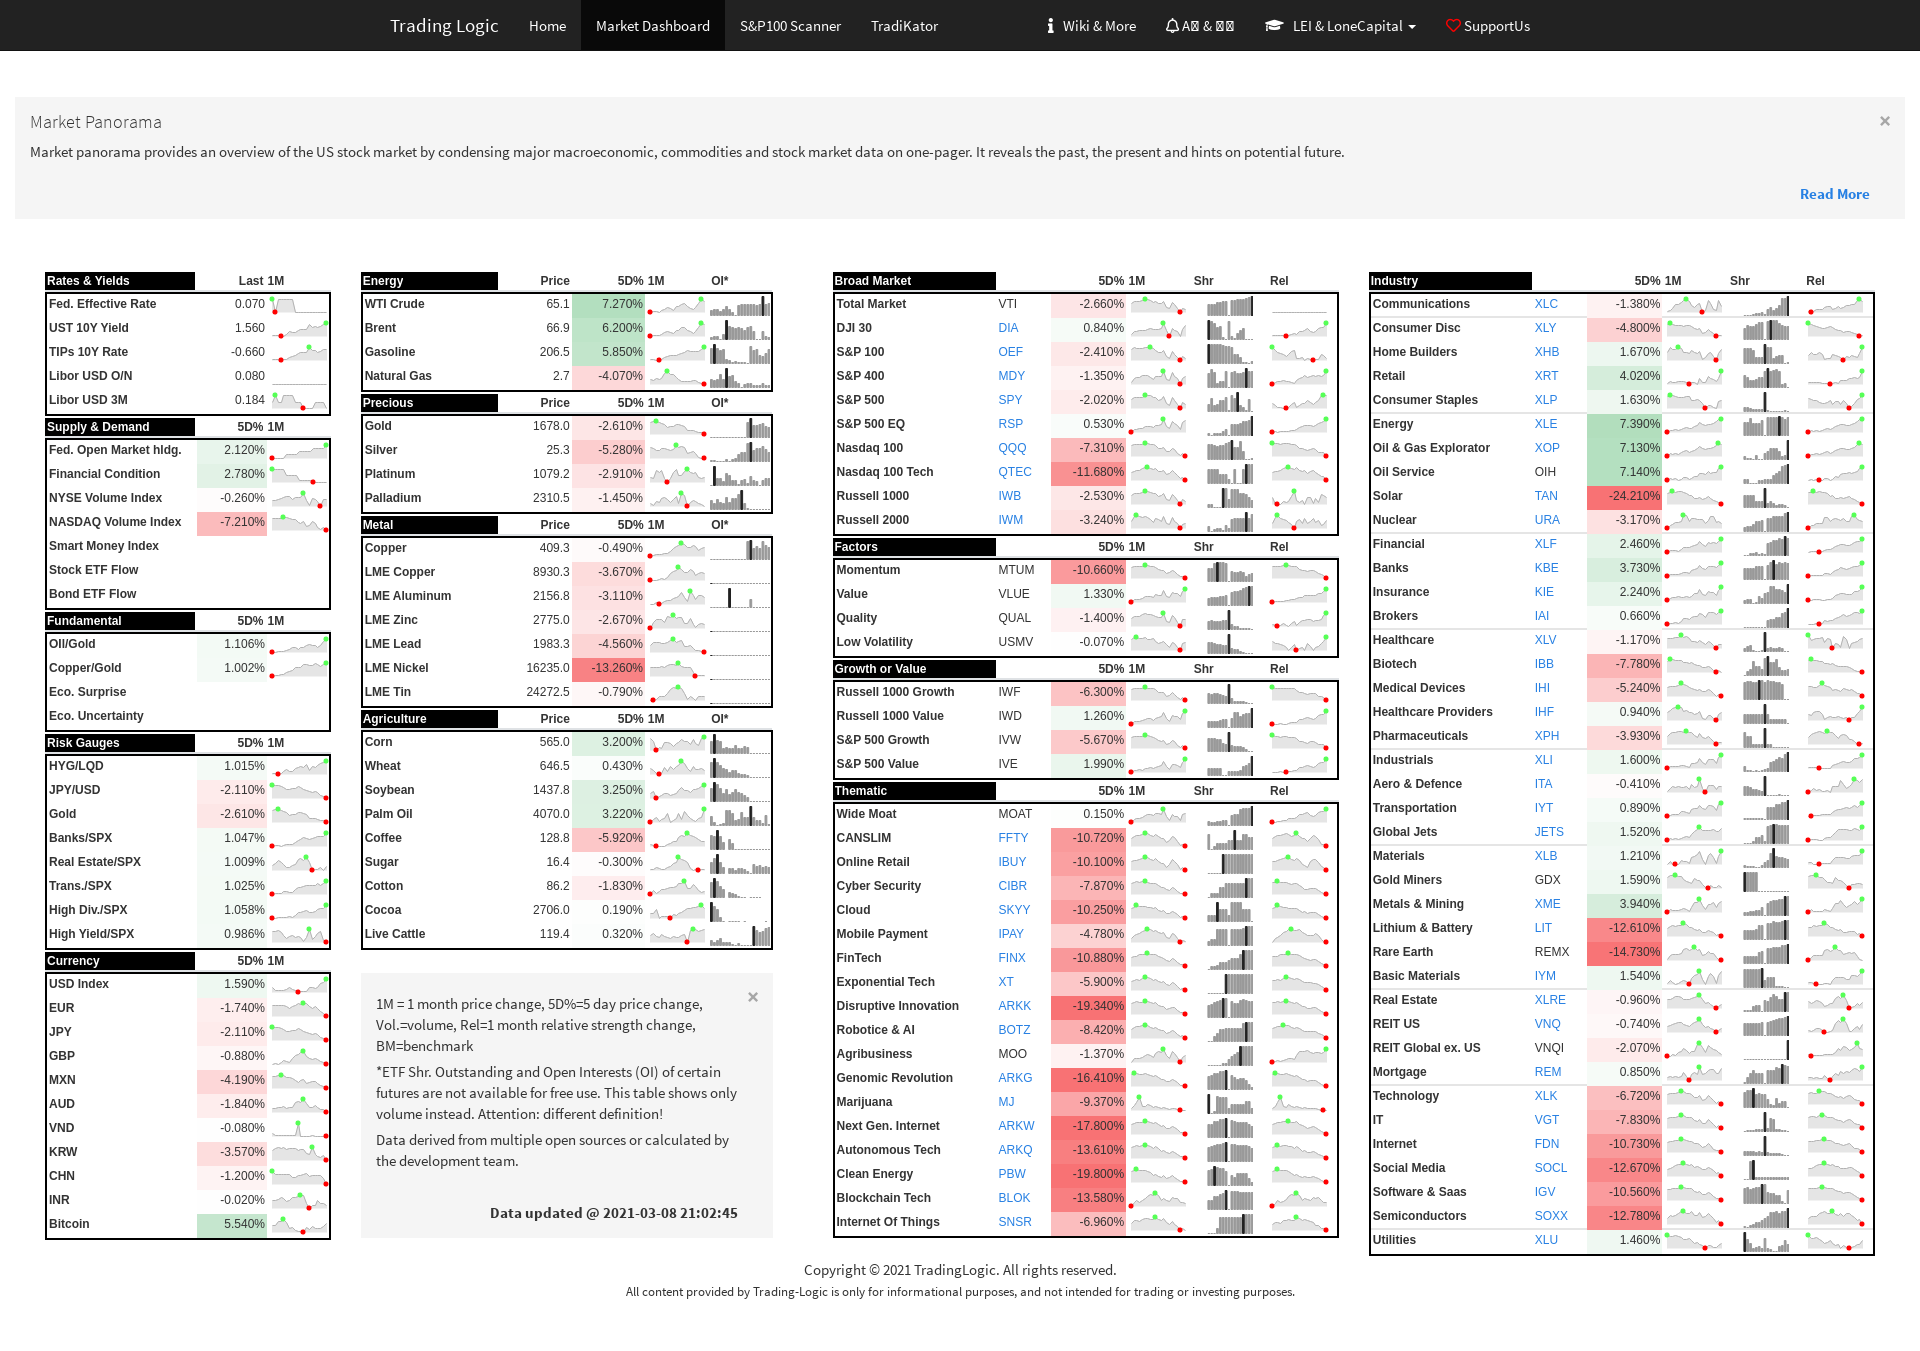 Trading Logic Home Market Dashboard S&P100 Scanner TradiKator Wiki & More A & LEI & LoneCapital SupportUs
Market Panorama ×
Market panorama provides an overview of the US stock market by condensing major macroeconomic, commodities and stock market data on one-pager. It reveals the past, the present and hints on potential future.
Read More
Rates & Yields Last 1M
Fed. Effective Rate 0.070
UST 10Y Yield 1.560
TIPs 10Y Rate -0.660
Libor USD O/N 0.080
Libor USD 3M 0.184
Supply & Demand 5D% 1M
Fed. Open Market hldg. 2.120%
Financial Condition 2.780%
NYSE Volume Index -0.260%
NASDAQ Volume Index -7.210%
Smart Money Index
Stock ETF Flow
Bond ETF Flow
Fundamental 5D% 1M
OIl/Gold 1.106%
Copper/Gold 1.002%
Eco. Surprise
Eco. Uncertainty
Risk Gauges 5D% 1M
HYG/LQD 1.015%
JPY/USD -2.110%
Gold -2.610%
Banks/SPX 1.047%
Real Estate/SPX 1.009%
Trans./SPX 1.025%
High Div./SPX 1.058%
High Yield/SPX 0.986%
Currency 5D% 1M
USD Index 1.590%
EUR -1.740%
JPY -2.110%
GBP -0.880%
MXN -4.190%
AUD -1.840%
VND -0.080%
KRW -3.570%
CHN -1.200%
INR -0.020%
Bitcoin 5.540%
Energy Price 5D% 1M OI*
WTI Crude 65.1 7.270%
Brent 66.9 6.200%
Gasoline 206.5 5.850%
Natural Gas 2.7 -4.070%
Precious Price 5D% 1M OI*
Gold 1678.0 -2.610%
Silver 25.3 -5.280%
Platinum 1079.2 -2.910%
Palladium 2310.5 -1.450%
Metal Price 5D% 1M OI*
Copper 409.3 -0.490%
LME Copper 8930.3 -3.670%
LME Aluminum 2156.8 -3.110%
LME Zinc 2775.0 -2.670%
LME Lead 1983.3 -4.560%
LME Nickel 16235.0 -13.260%
LME Tin 24272.5 -0.790%
Agriculture Price 5D% 1M OI*
Corn 565.0 3.200%
Wheat 646.5 0.430%
Soybean 1437.8 3.250%
Palm Oil 4070.0 3.220%
Coffee 128.8 -5.920%
Sugar 16.4 -0.300%
Cotton 86.2 -1.830%
Cocoa 2706.0 0.190%
Live Cattle 119.4 0.320%
×
1M = 1 month price change, 5D%=5 day price change,
Vol.=volume, Rel=1 month relative strength change,
BM=benchmark
*ETF Shr. Outstanding and Open Interests (OI) of certain
futures are not available for free use. This table shows only
volume instead. Attention: different definition!
Data derived from multiple open sources or calculated by
the development team.
Data updated @ 2021-03-08 21:02:45
Broad Market 5D% 1M Shr Rel
Total Market VTI -2.660%
DJI 30 DIA 0.840%
S&P 100 OEF -2.410%
S&P 400 MDY -1.350%
S&P 500 SPY -2.020%
S&P 500 EQ RSP 0.530%
Nasdaq 100 QQQ -7.310%
Nasdaq 100 Tech QTEC -11.680%
Russell 1000 IWB -2.530%
Russell 2000 IWM -3.240%
Factors 5D% 1M Shr Rel
Momentum MTUM -10.660%
Value VLUE 1.330%
Quality QUAL -1.400%
Low Volatility USMV -0.070%
Growth or Value 5D% 1M Shr Rel
Russell 1000 Growth IWF -6.300%
Russell 1000 Value IWD 1.260%
S&P 500 Growth IVW -5.670%
S&P 500 Value IVE 1.990%
Thematic 5D% 1M Shr Rel
Wide Moat MOAT 0.150%
CANSLIM FFTY -10.720%
Online Retail IBUY -10.100%
Cyber Security CIBR -7.870%
Cloud SKYY -10.250%
Mobile Payment IPAY -4.780%
FinTech FINX -10.880%
Exponential Tech XT -5.900%
Disruptive Innovation ARKK -19.340%
Robotice & AI BOTZ -8.420%
Agribusiness MOO -1.370%
Genomic Revolution ARKG -16.410%
Marijuana MJ -9.370%
Next Gen. Internet ARKW -17.800%
Autonomous Tech ARKQ -13.610%
Clean Energy PBW -19.800%
Blockchain Tech BLOK -13.580%
Internet Of Things SNSR -6.960%
Industry 5D% 1M Shr Rel
Communications XLC -1.380%
Consumer Disc XLY -4.800%
Home Builders XHB 1.670%
Retail XRT 4.020%
Consumer Staples XLP 1.630%
Energy XLE 7.390%
Oil & Gas Explorator XOP 7.130%
Oil Service OIH 7.140%
Solar TAN -24.210%
Nuclear URA -3.170%
Financial XLF 2.460%
Banks KBE 3.730%
Insurance KIE 2.240%
Brokers IAI 0.660%
Healthcare XLV -1.170%
Biotech IBB -7.780%
Medical Devices IHI -5.240%
Healthcare Providers IHF 0.940%
Pharmaceuticals XPH -3.930%
Industrials XLI 1.600%
Aero & Defence ITA -0.410%
Transportation IYT 0.890%
Global Jets JETS 1.520%
Materials XLB 1.210%
Gold Miners GDX 1.590%
Metals & Mining XME 3.940%
Lithium & Battery LIT -12.610%
Rare Earth REMX -14.730%
Basic Materials IYM 1.540%
Real Estate XLRE -0.960%
REIT US VNQ -0.740%
REIT Global ex. US VNQI -2.070%
Mortgage REM 0.850%
Technology XLK -6.720%
IT VGT -7.830%
Internet FDN -10.730%
Social Media SOCL -12.670%
Software & Saas IGV -10.560%
Semiconductors SOXX -12.780%
Utilities XLU 1.460%
Copyright © 2021 TradingLogic. All rights reserved.
All content provided by Trading-Logic is only for informational purposes, and not intended for trading or investing purposes.